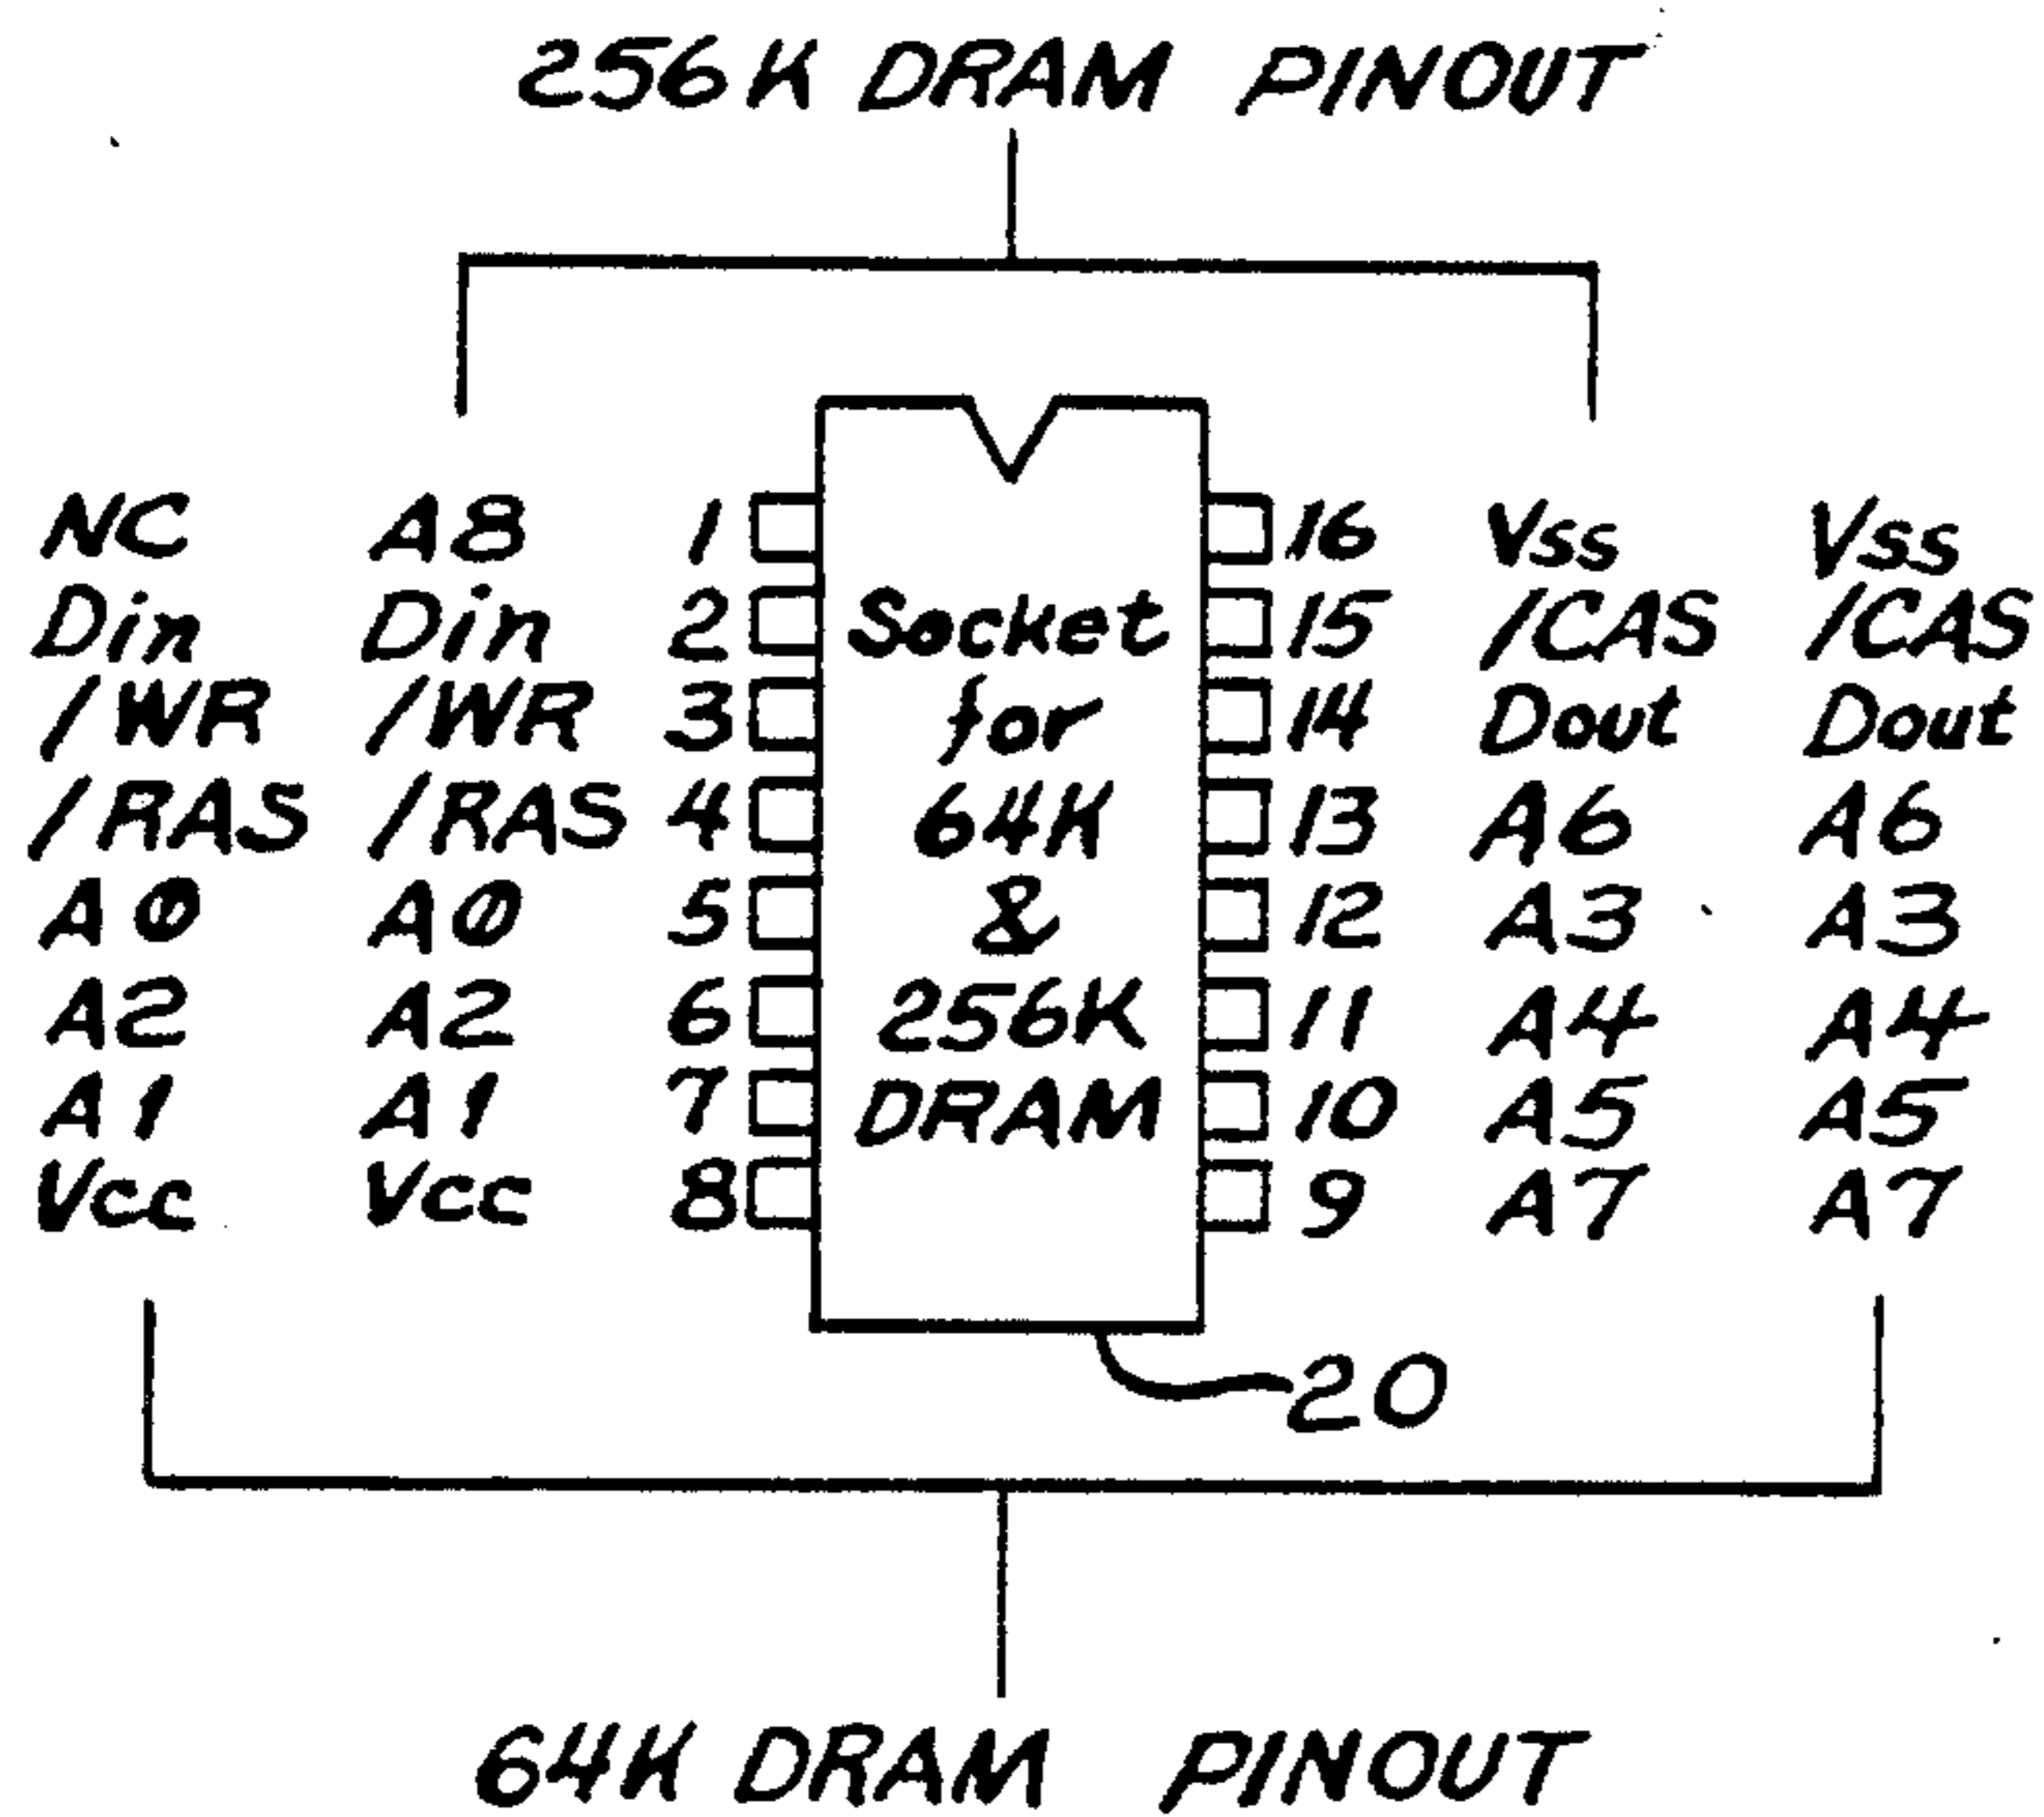 256K DRAM PINOUT
NC A8 1 16 Vss Vss
Din Din 2 Socket 15 /CAS /CAS
/WR /WR 3 for 14 Dout Dout
/RAS /RAS 4 64K 13 A6 A6
A0 A0 5 & 12 A3 A3
A2 A2 6 256K 11 A4 A4
A1 A1 7 DRAM 10 A5 A5
Vcc Vcc 8 9 A7 A7
20
64K DRAM PINOUT